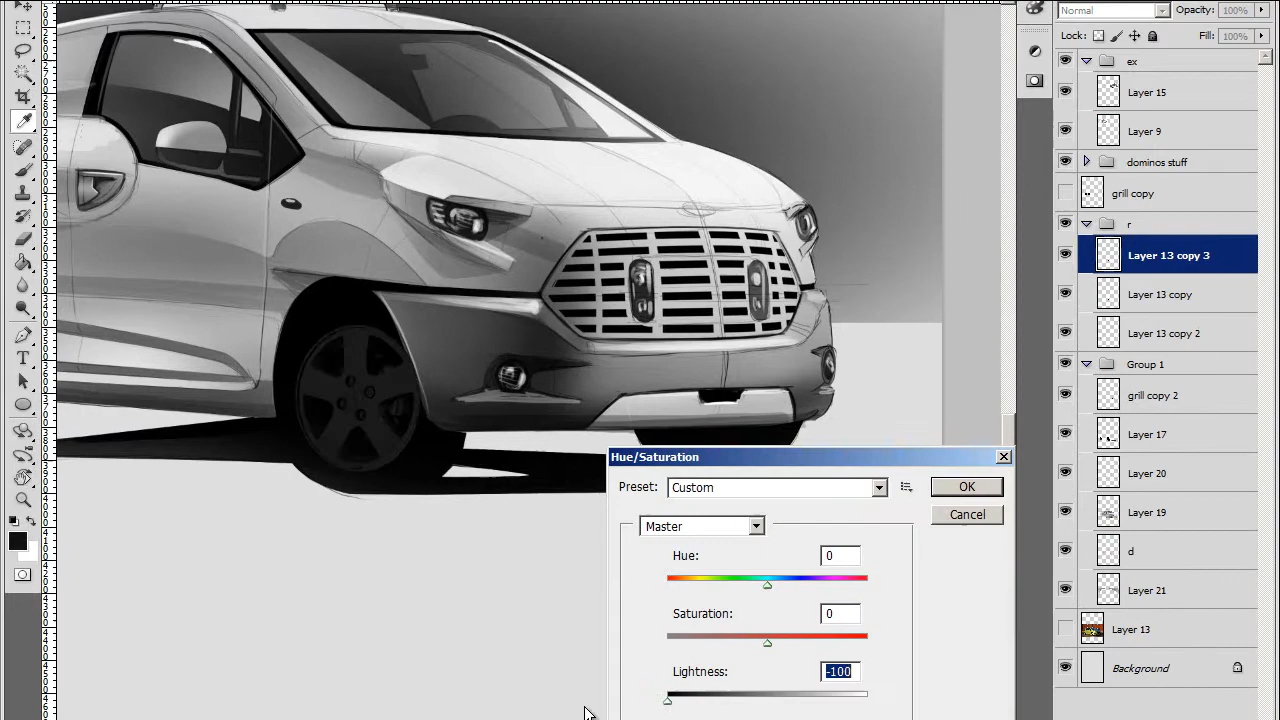 Normal
Opacity: 100%
Lock:
Fill: 100%
ex
Layer 15
Layer 9
dominos stuff
grill copy
r
Layer 13 copy 3
Layer 13 copy
Layer 13 copy 2
Group 1
grill copy 2
Layer 17
Layer 20
Layer 19
d
Layer 21
Layer 13
Background
Hue/Saturation
Preset: Custom
OK
Cancel
Master
Hue: 0
Saturation: 0
Lightness: -100